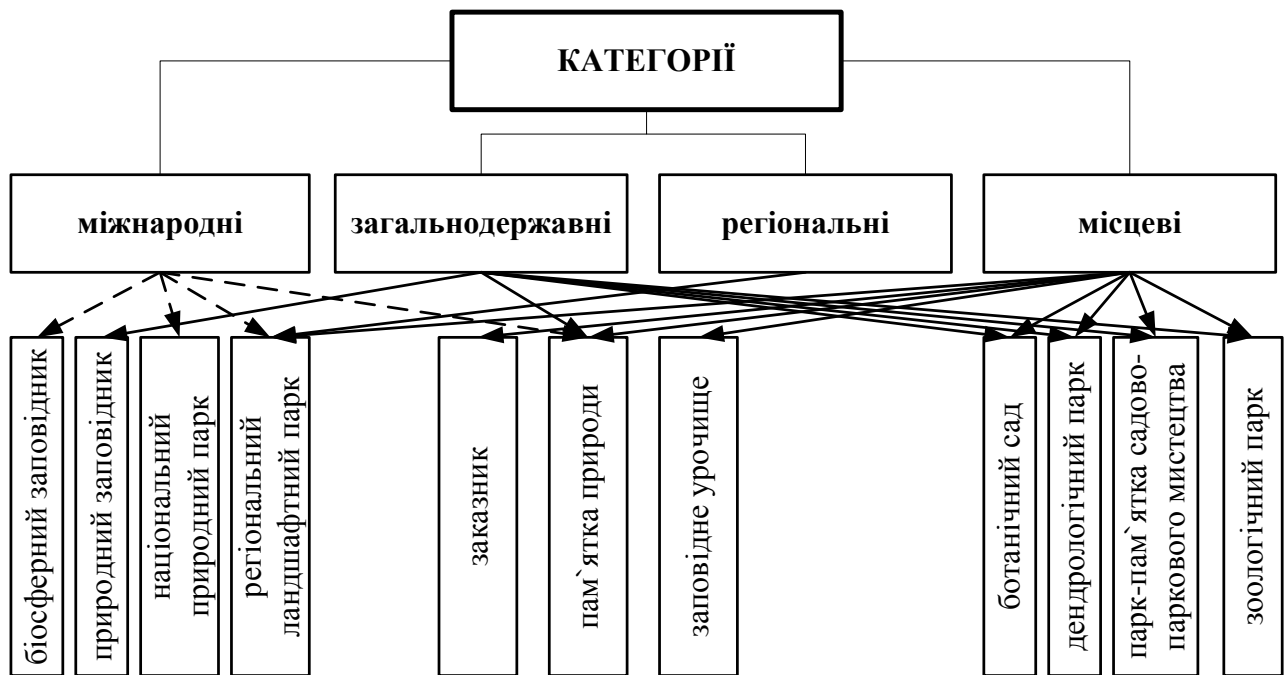 КАТЕГОРІЇ
міжнародні
загальнодержавні
регіональні
місцеві
біосферний заповідник
природний заповідник
національний
природний парк
регіональний
ландшафтний парк
заказник
пам`ятка природи
заповідне урочище
ботанічний сад
дендрологічний парк
парк-пам`ятка садово-
паркового мистецтва
зоологічний парк